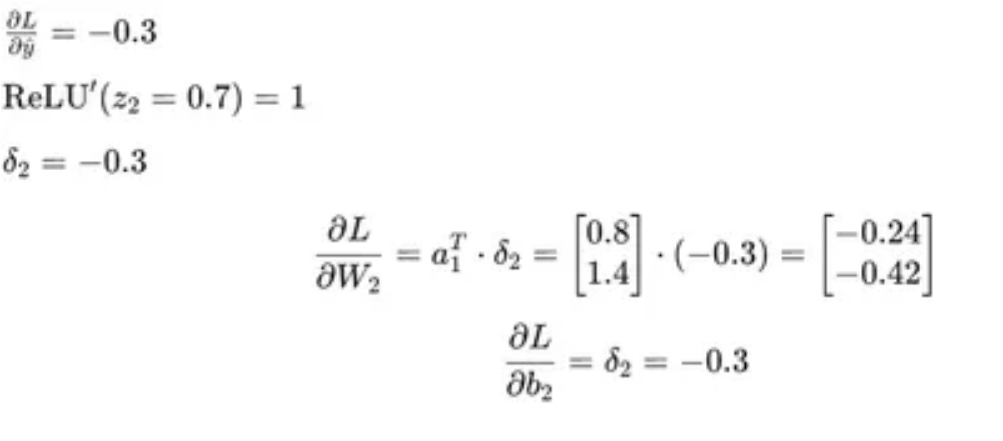 ∂L/∂ŷ = −0.3
ReLU′(z₂ = 0.7) = 1
δ₂ = −0.3
∂L/∂W₂ = a₁ᵀ · δ₂ = [0.8 1.4] · (−0.3) = [−0.24 −0.42]
∂L/∂b₂ = δ₂ = −0.3